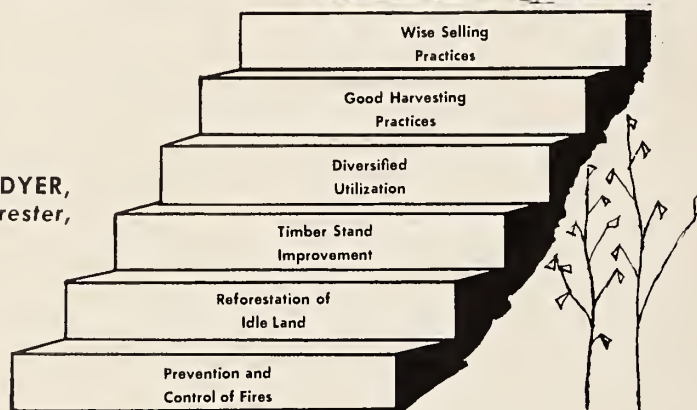 Wise Selling
Practices
Good Harvesting
Practices
DYER,
rester,
Diversified
Utilization
Timber Stand
Improvement
Reforestation of
Idle Land
Prevention and
Control of Fires